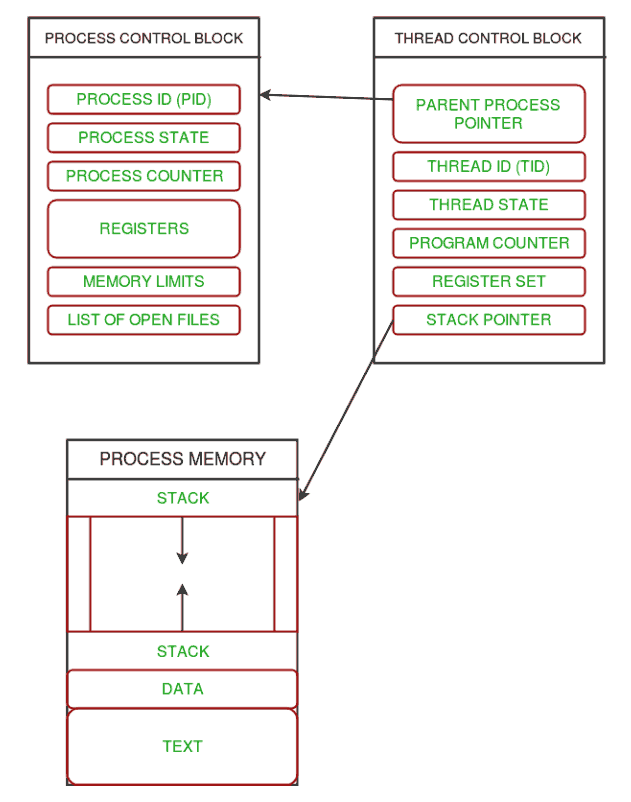 PROCESS CONTROL BLOCK
PROCESS ID (PID)
PROCESS STATE
PROCESS COUNTER
REGISTERS
MEMORY LIMITS
LIST OF OPEN FILES
THREAD CONTROL BLOCK
PARENT PROCESS
POINTER
THREAD ID (TID)
THREAD STATE
PROGRAM COUNTER
REGISTER SET
STACK POINTER
PROCESS MEMORY
STACK
STACK
DATA
TEXT